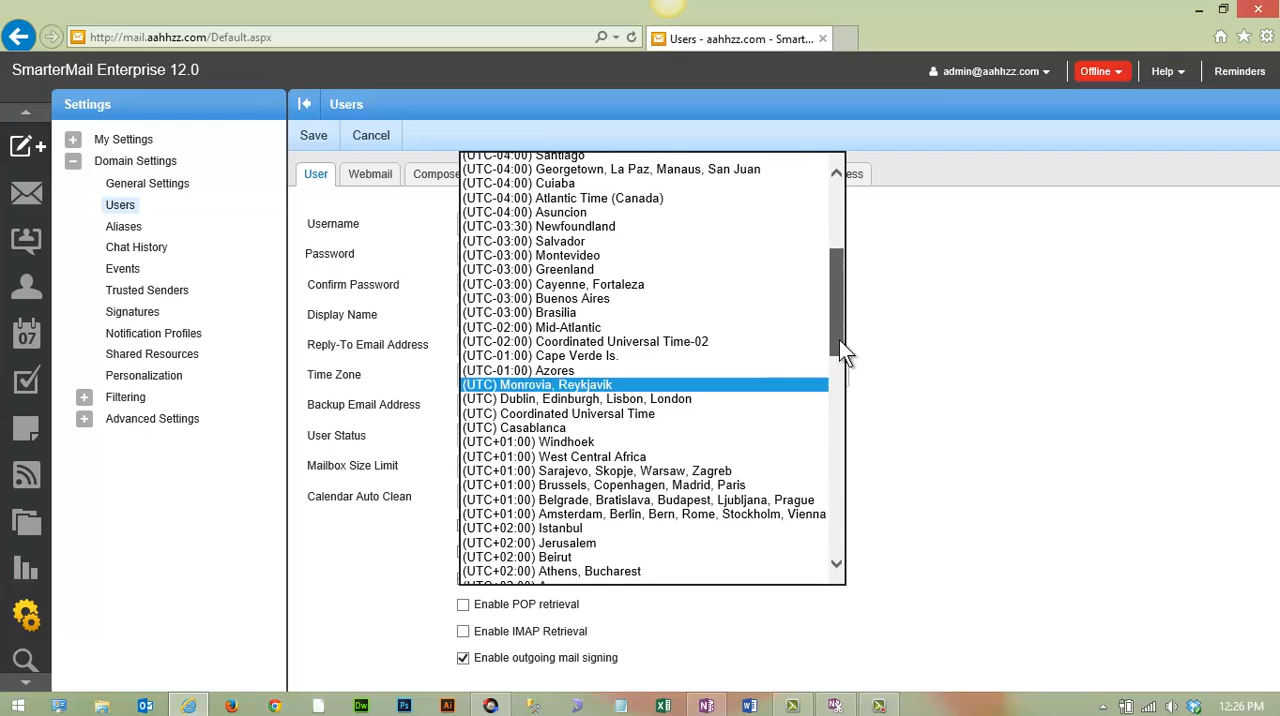 http://mail.aahhzz.com/Default.aspx
Users - aahhzz.com - Smart...
SmarterMail Enterprise 12.0
admin@aahhzz.com
Offline
Help
Reminders
Settings
Users
Save
Cancel
My Settings
Domain Settings
General Settings
Users
Aliases
Chat History
Events
Trusted Senders
Signatures
Notification Profiles
Shared Resources
Personalization
Filtering
Advanced Settings
07
User
Webmail
Compose
ess
Username
Password
Confirm Password
Display Name
Reply-To Email Address
Time Zone
Backup Email Address
User Status
Mailbox Size Limit
Calendar Auto Clean
(UTC-04:00) Santiago
(UTC-04:00) Georgetown, La Paz, Manaus, San Juan
(UTC-04:00) Cuiaba
(UTC-04:00) Atlantic Time (Canada)
(UTC-04:00) Asuncion
(UTC-03:30) Newfoundland
(UTC-03:00) Salvador
(UTC-03:00) Montevideo
(UTC-03:00) Greenland
(UTC-03:00) Cayenne, Fortaleza
(UTC-03:00) Buenos Aires
(UTC-03:00) Brasilia
(UTC-02:00) Mid-Atlantic
(UTC-02:00) Coordinated Universal Time-02
(UTC-01:00) Cape Verde Is.
(UTC-01:00) Azores
(UTC) Monrovia, Reykjavik
(UTC) Dublin, Edinburgh, Lisbon, London
(UTC) Coordinated Universal Time
(UTC) Casablanca
(UTC+01:00) Windhoek
(UTC+01:00) West Central Africa
(UTC+01:00) Sarajevo, Skopje, Warsaw, Zagreb
(UTC+01:00) Brussels, Copenhagen, Madrid, Paris
(UTC+01:00) Belgrade, Bratislava, Budapest, Ljubljana, Prague
(UTC+01:00) Amsterdam, Berlin, Bern, Rome, Stockholm, Vienna
(UTC+02:00) Istanbul
(UTC+02:00) Jerusalem
(UTC+02:00) Beirut
(UTC+02:00) Athens, Bucharest
Enable POP retrieval
Enable IMAP Retrieval
Enable outgoing mail signing
Dw
Ps
Ai
12:26 PM